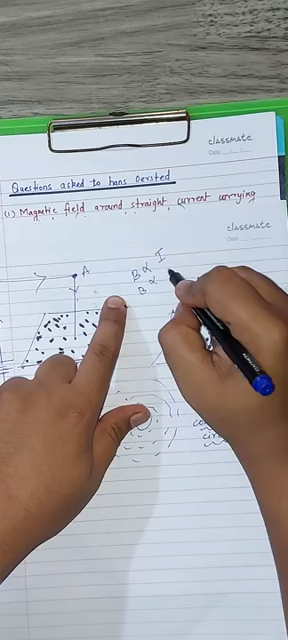 classmate
Date
Questions asked to hans Oersted
(1) Magnetic field around straight current carrying
classmate
Date
A
B ∝ I
B ∝